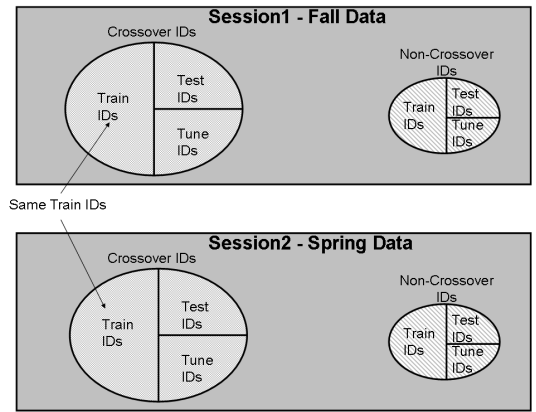 Session1 - Fall Data
Crossover IDs
Train
IDs
Test
IDs
Tune
IDs
Non-Crossover
IDs
Train
IDs
Test
IDs
Tune
IDs
Same Train IDs
Session2 - Spring Data
Crossover IDs
Train
IDs
Test
IDs
Tune
IDs
Non-Crossover
IDs
Train
IDs
Test
IDs
Tune
IDs